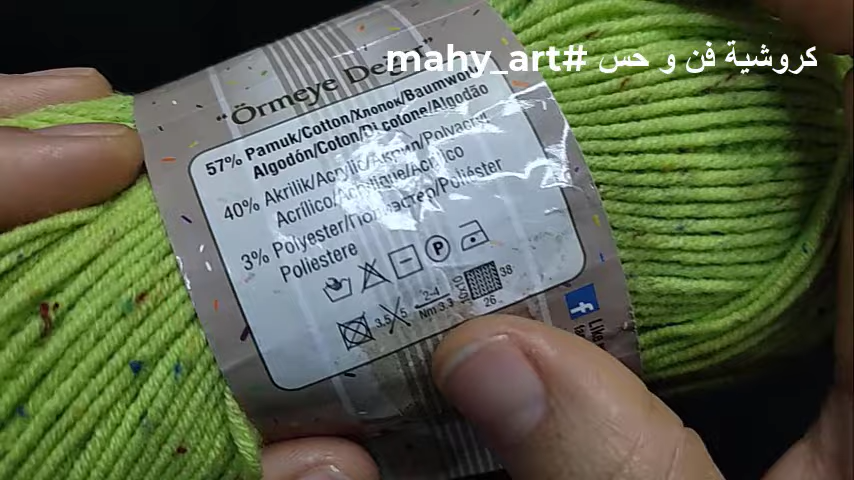 كروشية فن و حس #mahy_art
"Örmeye Değer"
57% Pamuk/Cotton/Хлопок/Baumwolle
Algodón/Coton/Di cotone/Algodão
40% Akrilik/Acrylic/Акрил/Polyacryl
Acrílico/Acrylique/Acrilico
3% Polyester/Полиэстер/Poliéster
Poliestere
P
3.5 5
2-4
Nm 3.3
10X10
38
26
f
Like